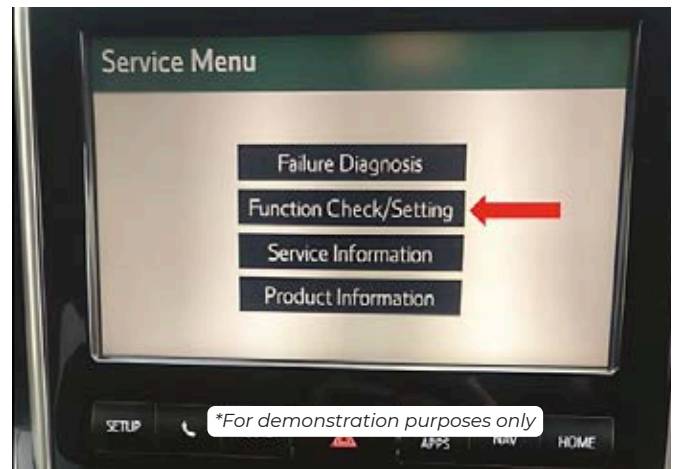 Service Menu
Failure Diagnosis
Function Check/Setting
Service Information
Product Information
SETUP
*For demonstration purposes only
APPS
NAV
HOME